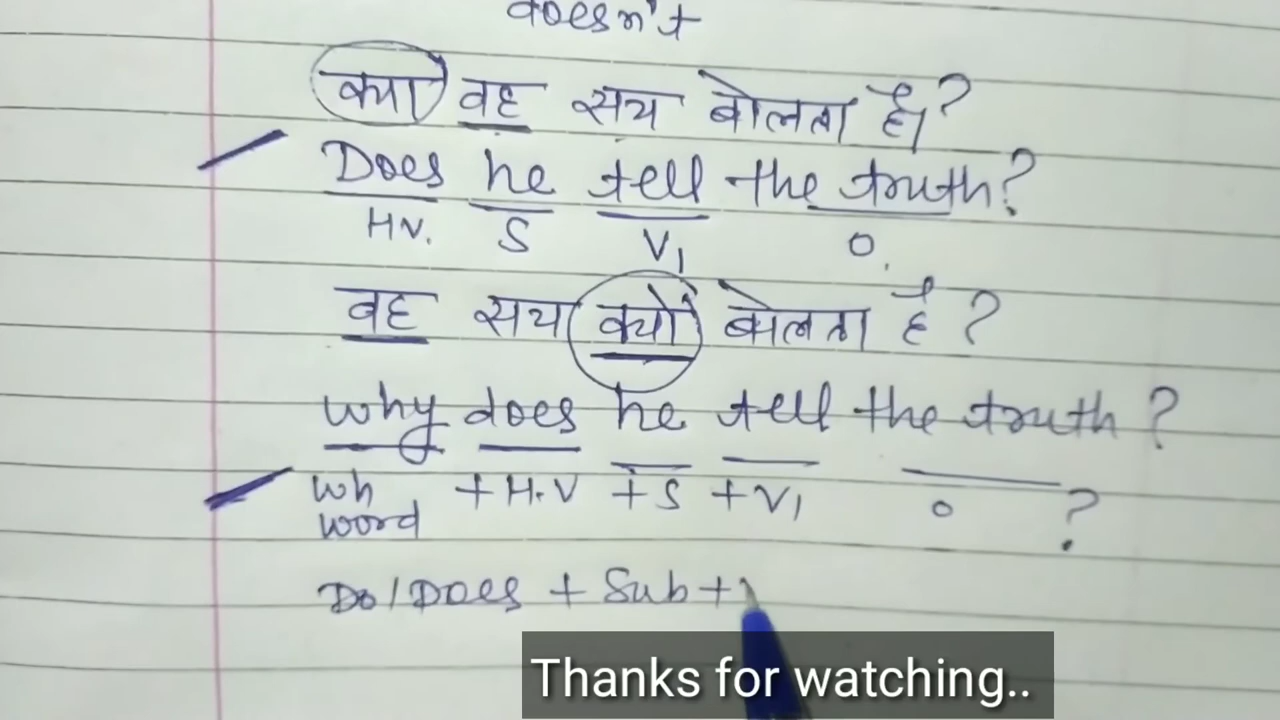 doesn't
क्या वह सच बोलता है?
Does he tell the truth?
H.V. S V1 O.
वह सच क्यों बोलता है?
why does he tell the truth?
wh + H.V + S + V1 O ?
word
Do/Does + Sub +
Thanks for watching..